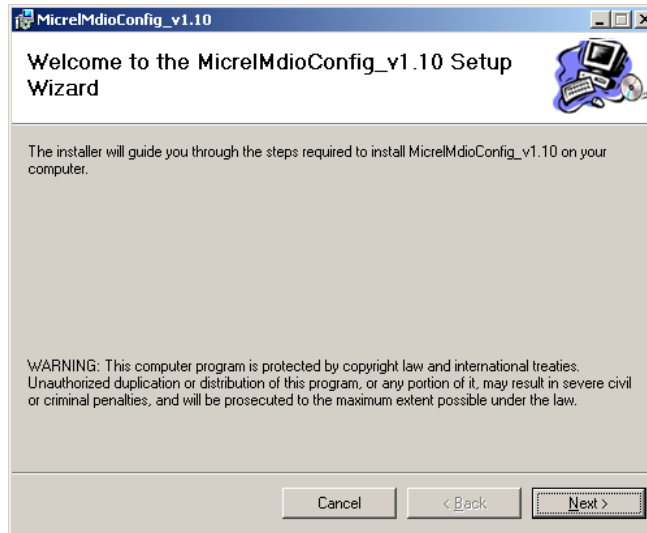 MicrelMdioConfig_v1.10
Welcome to the MicrelMdioConfig_v1.10 Setup
Wizard
The installer will guide you through the steps required to install MicrelMdioConfig_v1.10 on your
computer.
WARNING: This computer program is protected by copyright law and international treaties.
Unauthorized duplication or distribution of this program, or any portion of it, may result in severe civil
or criminal penalties, and will be prosecuted to the maximum extent possible under the law.
Cancel
< Back
Next >